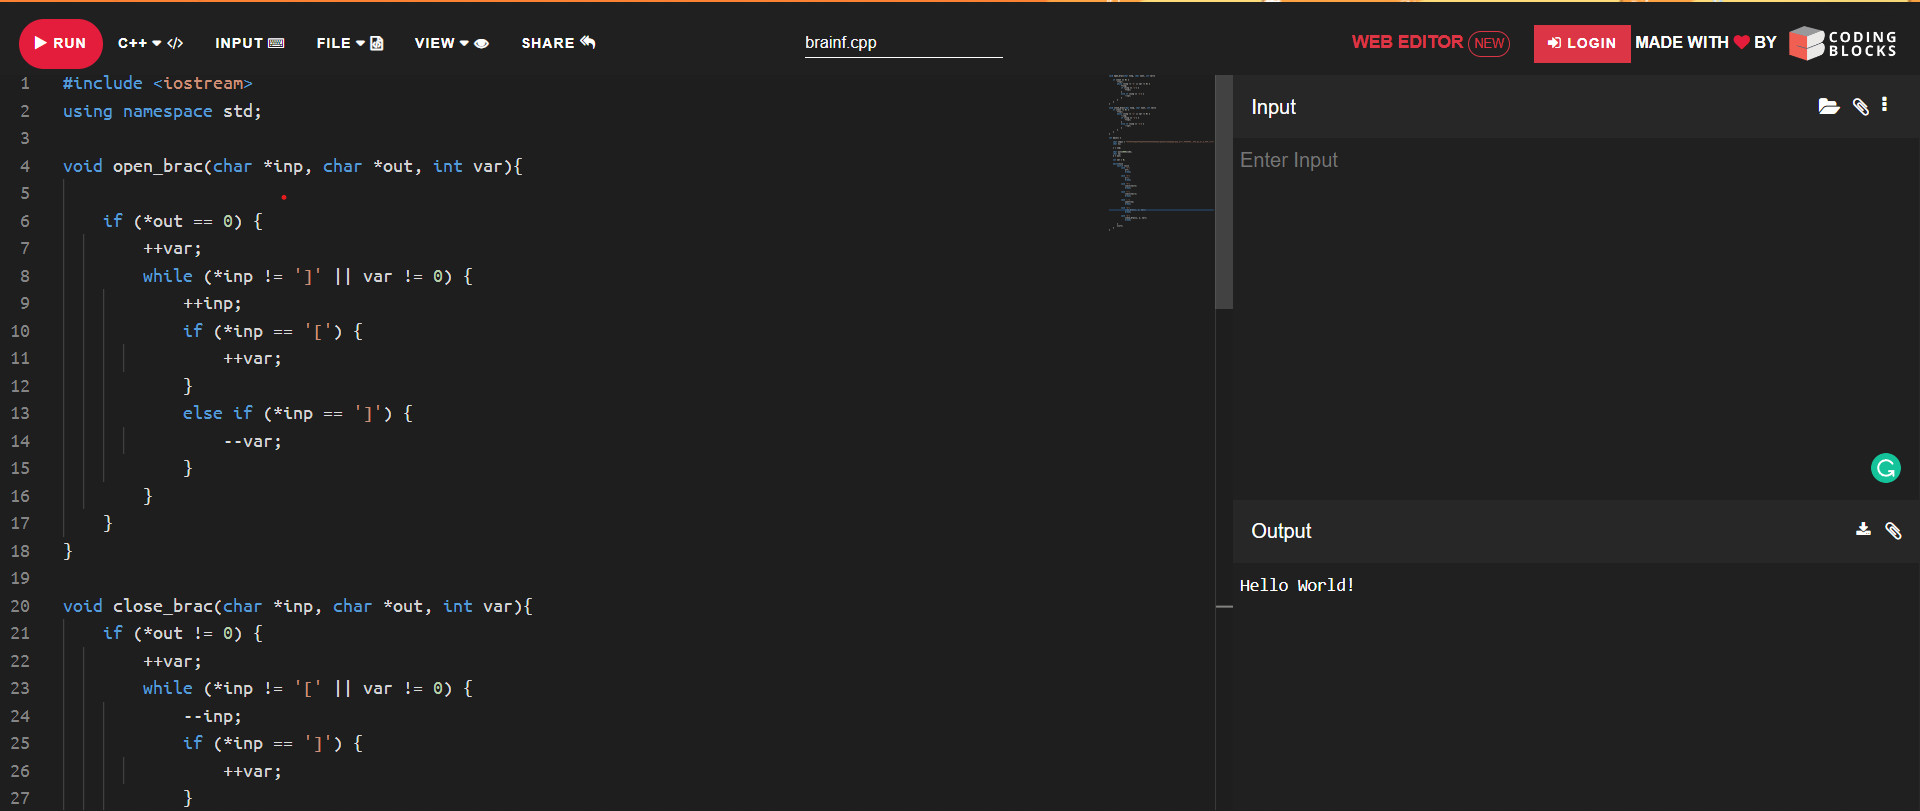 RUN C++ </> INPUT FILE VIEW SHARE brainf.cpp WEB EDITOR NEW LOGIN MADE WITH BY CODING BLOCKS
1 #include <iostream>
2 using namespace std;
3
4 void open_brac(char *inp, char *out, int var){
5
6 if (*out == 0) {
7 ++var;
8 while (*inp != ']' || var != 0) {
9 ++inp;
10 if (*inp == '[') {
11 ++var;
12 }
13 else if (*inp == ']') {
14 --var;
15 }
16 }
17 }
18 }
19
20 void close_brac(char *inp, char *out, int var){
21 if (*out != 0) {
22 ++var;
23 while (*inp != '[' || var != 0) {
24 --inp;
25 if (*inp == ']') {
26 ++var;
27 }
Input
Enter Input
Output
Hello World!